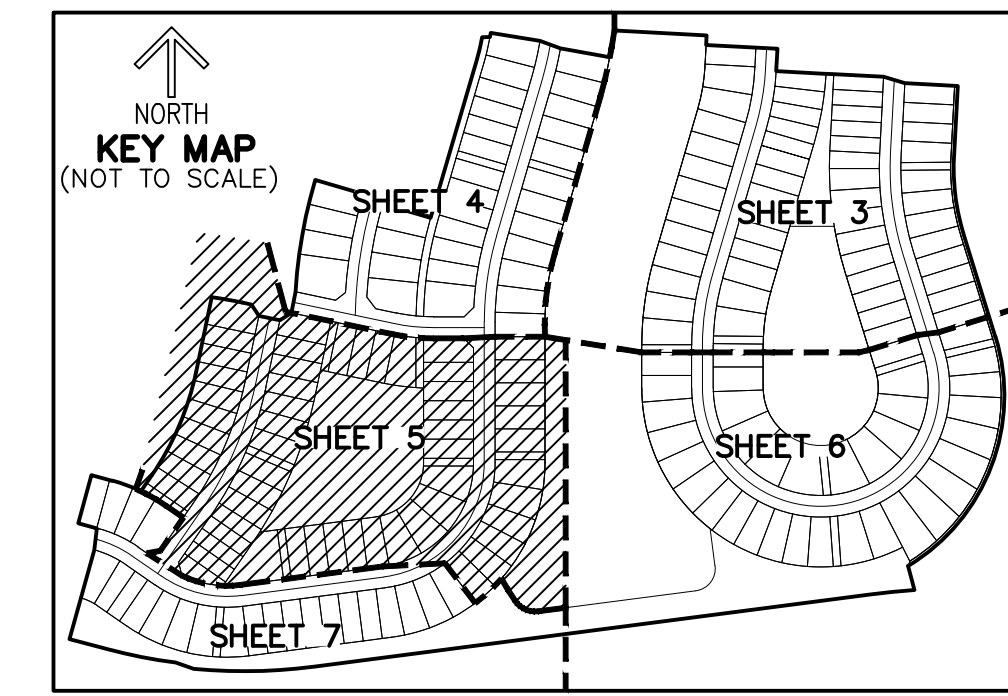 NORTH
KEY MAP
(NOT TO SCALE)
SHEET 4
SHEET 3
SHEET 5
SHEET 6
SHEET 7